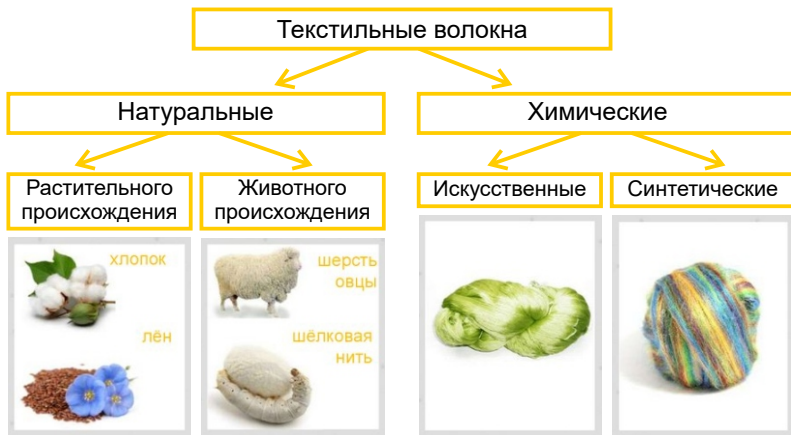 Текстильные волокна
Натуральные
Химические
Растительного
происхождения
Животного
происхождения
Искусственные
Синтетические
хлопок
лён
шерсть
овцы
шёлковая
нить